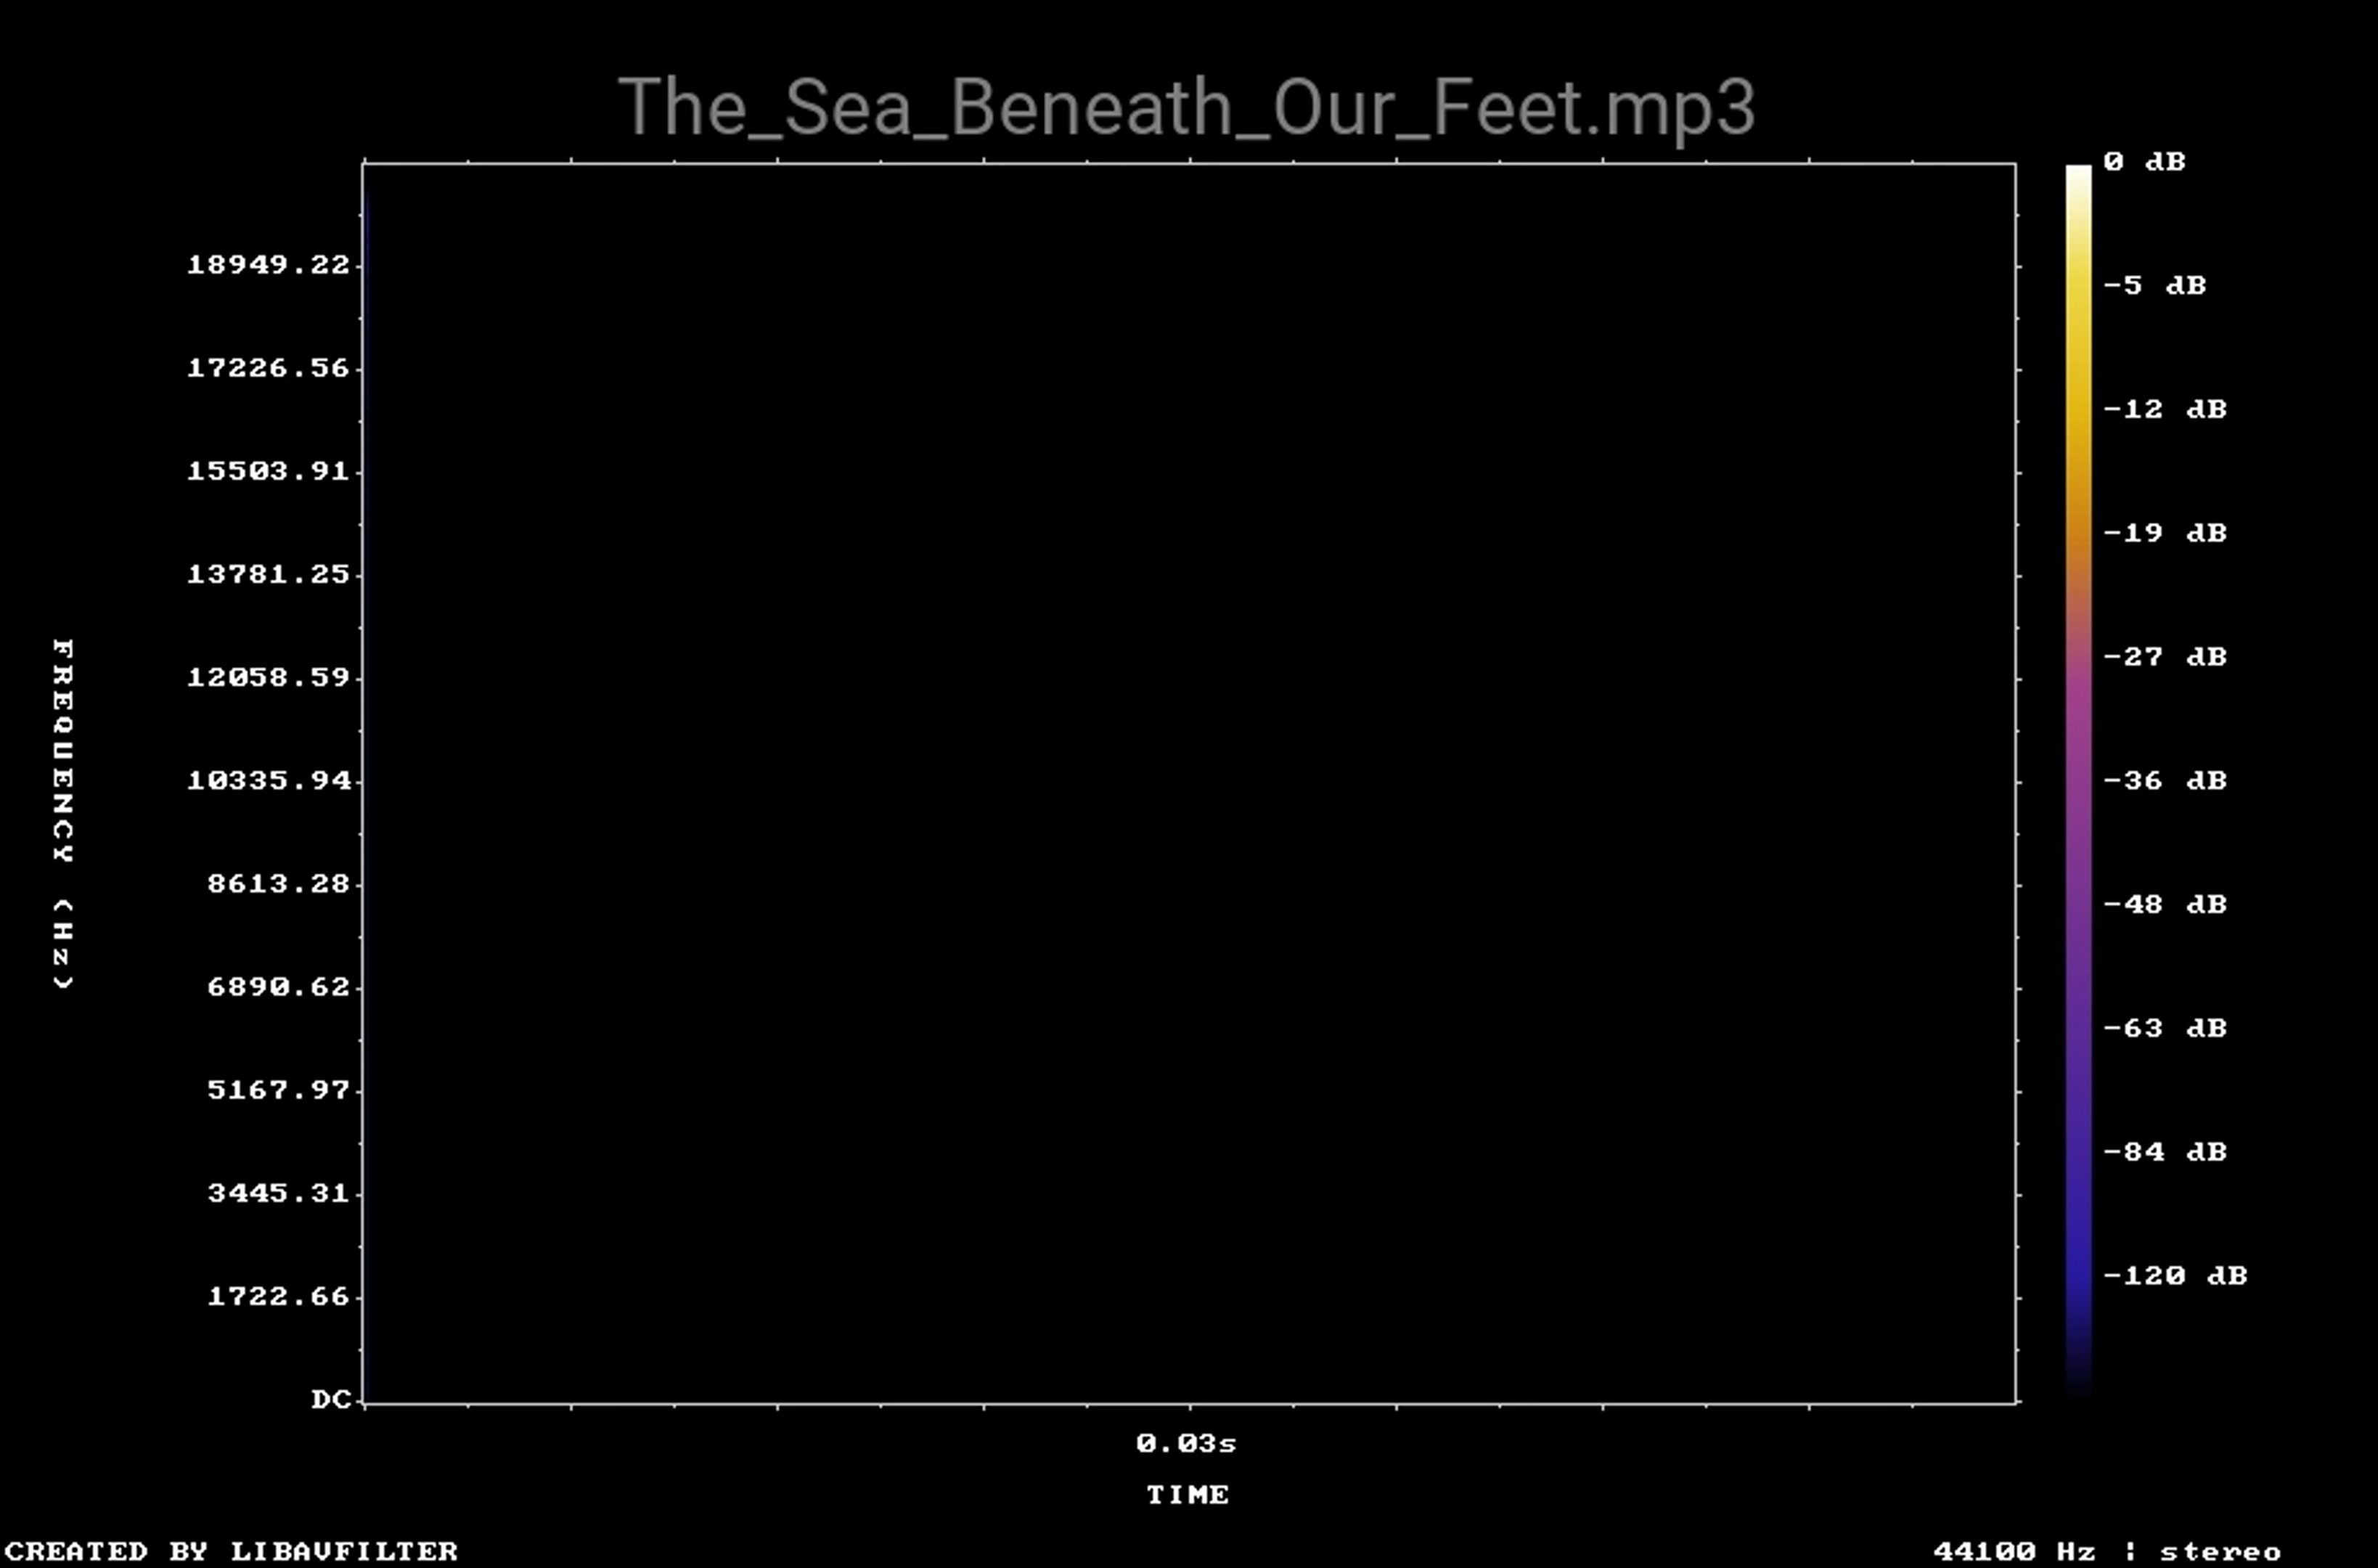 The_Sea_Beneath_Our_Feet.mp3
0 dB
-5 dB
-12 dB
-19 dB
-27 dB
-36 dB
-48 dB
-63 dB
-84 dB
-120 dB
FREQUENCY (Hz)
18949.22
17226.56
15503.91
13781.25
12058.59
10335.94
8613.28
6890.62
5167.97
3445.31
1722.66
DC
0.03s
TIME
CREATED BY LIBAVFILTER
44100 Hz | stereo